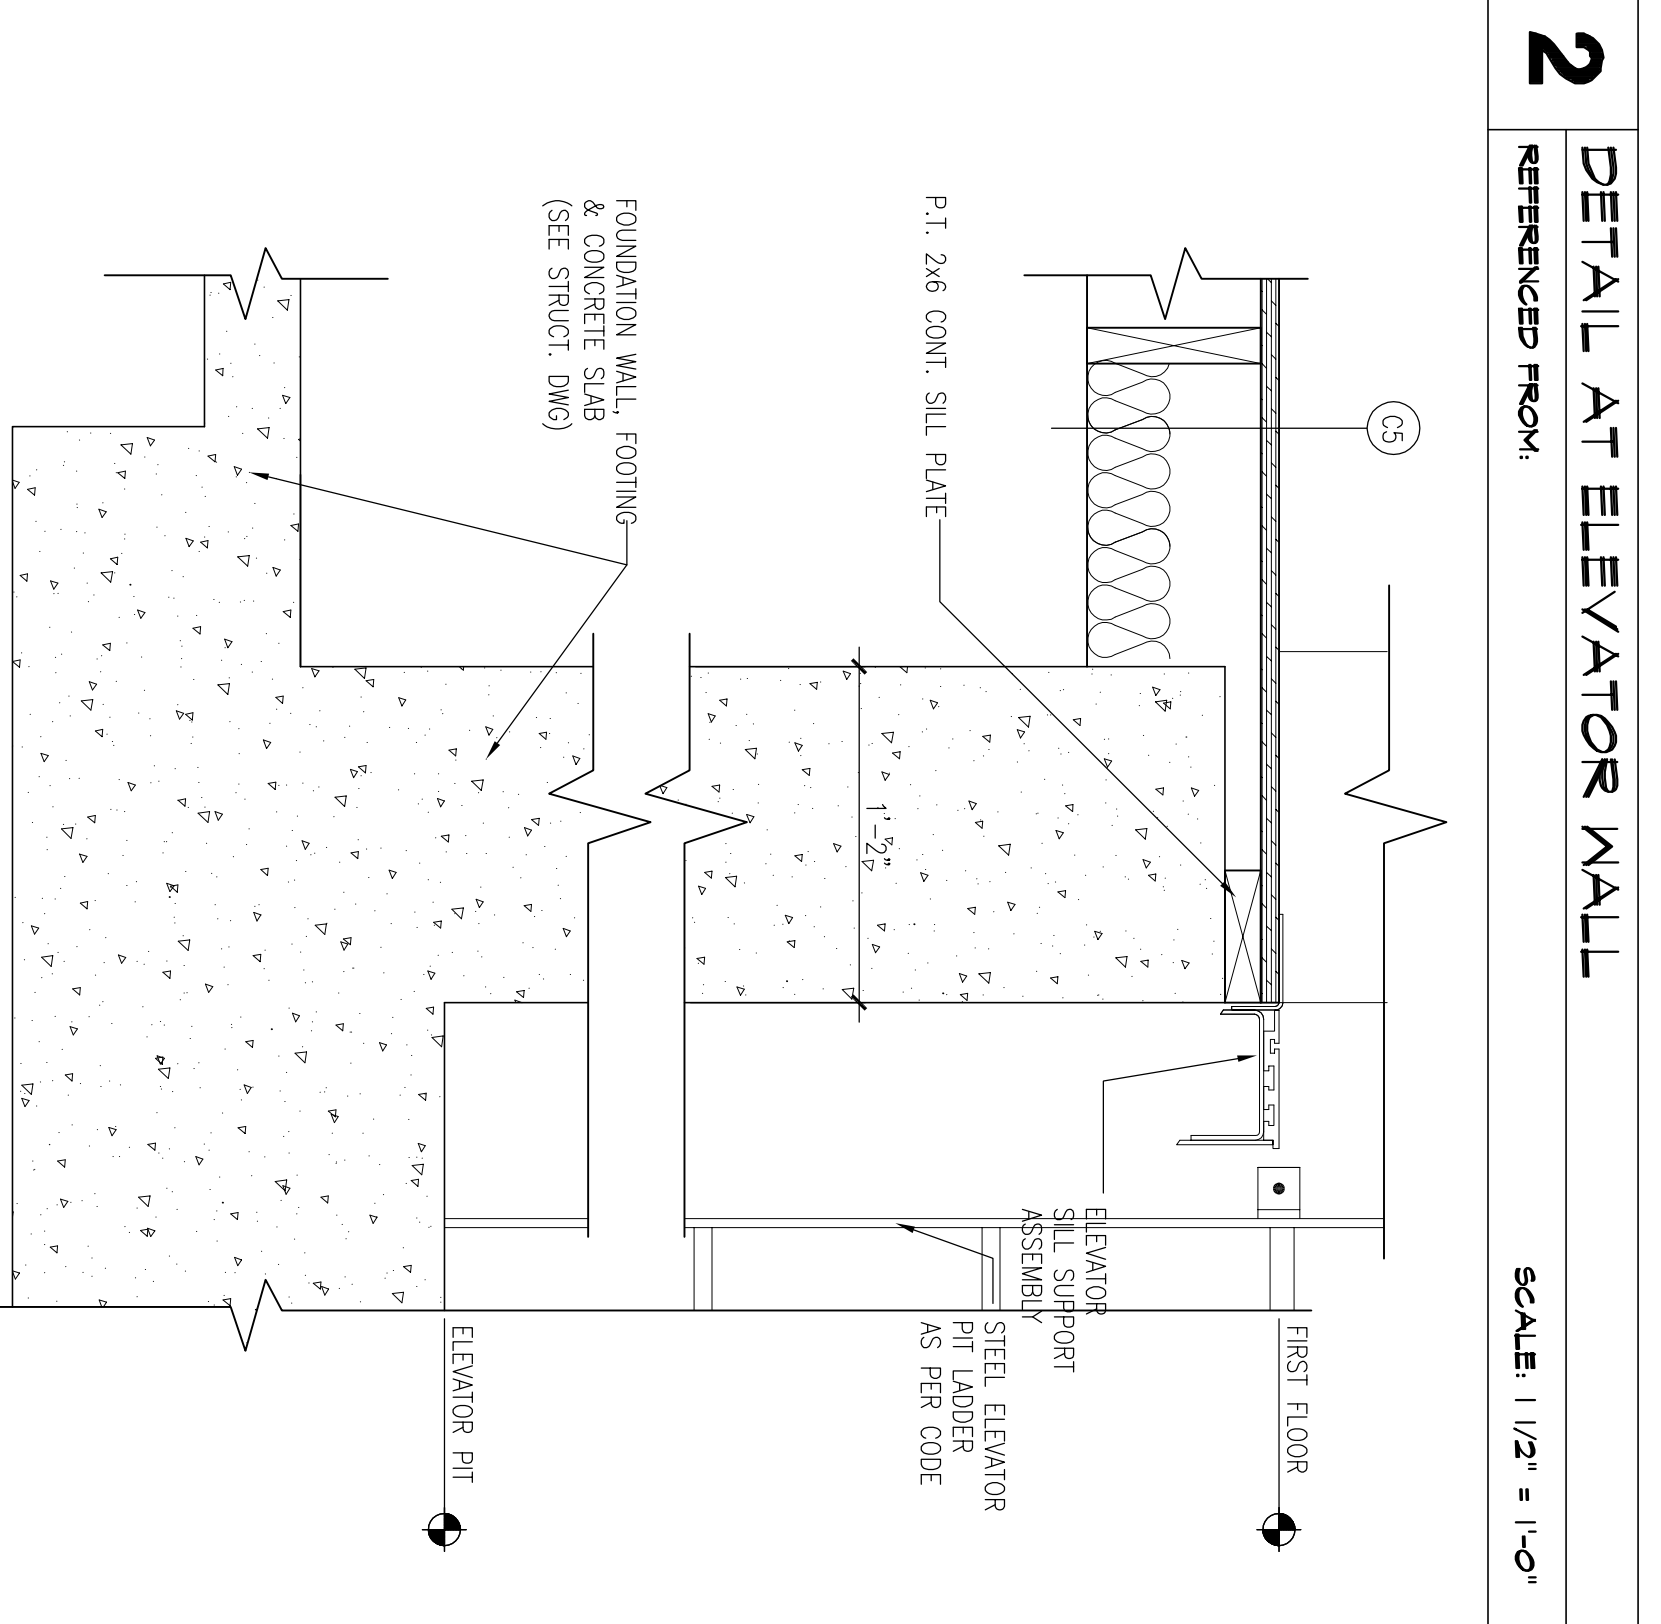 2
DETAIL AT ELEVATOR WALL
REFERENCED FROM:
SCALE: 1 1/2" = 1'-0"
C5
FIRST FLOOR
P.T. 2x6 CONT. SILL PLATE
ELEVATOR
SILL SUPPORT
ASSEMBLY
STEEL ELEVATOR
PIT LADDER
AS PER CODE
1'-2"
FOUNDATION WALL, FOOTING
& CONCRETE SLAB
(SEE STRUCT. DWG)
ELEVATOR PIT